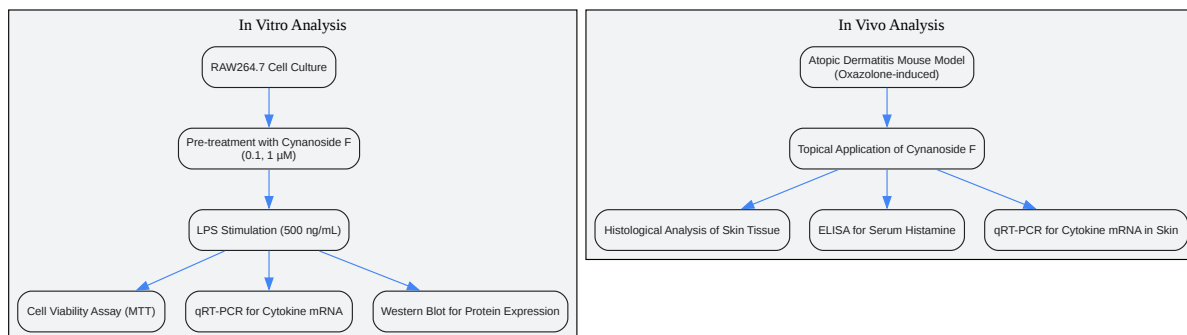 In Vitro Analysis
RAW264.7 Cell Culture
Pre-treatment with Cynanoside F
(0.1, 1 µM)
LPS Stimulation (500 ng/mL)
Cell Viability Assay (MTT)
qRT-PCR for Cytokine mRNA
Western Blot for Protein Expression
In Vivo Analysis
Atopic Dermatitis Mouse Model
(Oxazolone-induced)
Topical Application of Cynanoside F
Histological Analysis of Skin Tissue
ELISA for Serum Histamine
qRT-PCR for Cytokine mRNA in Skin